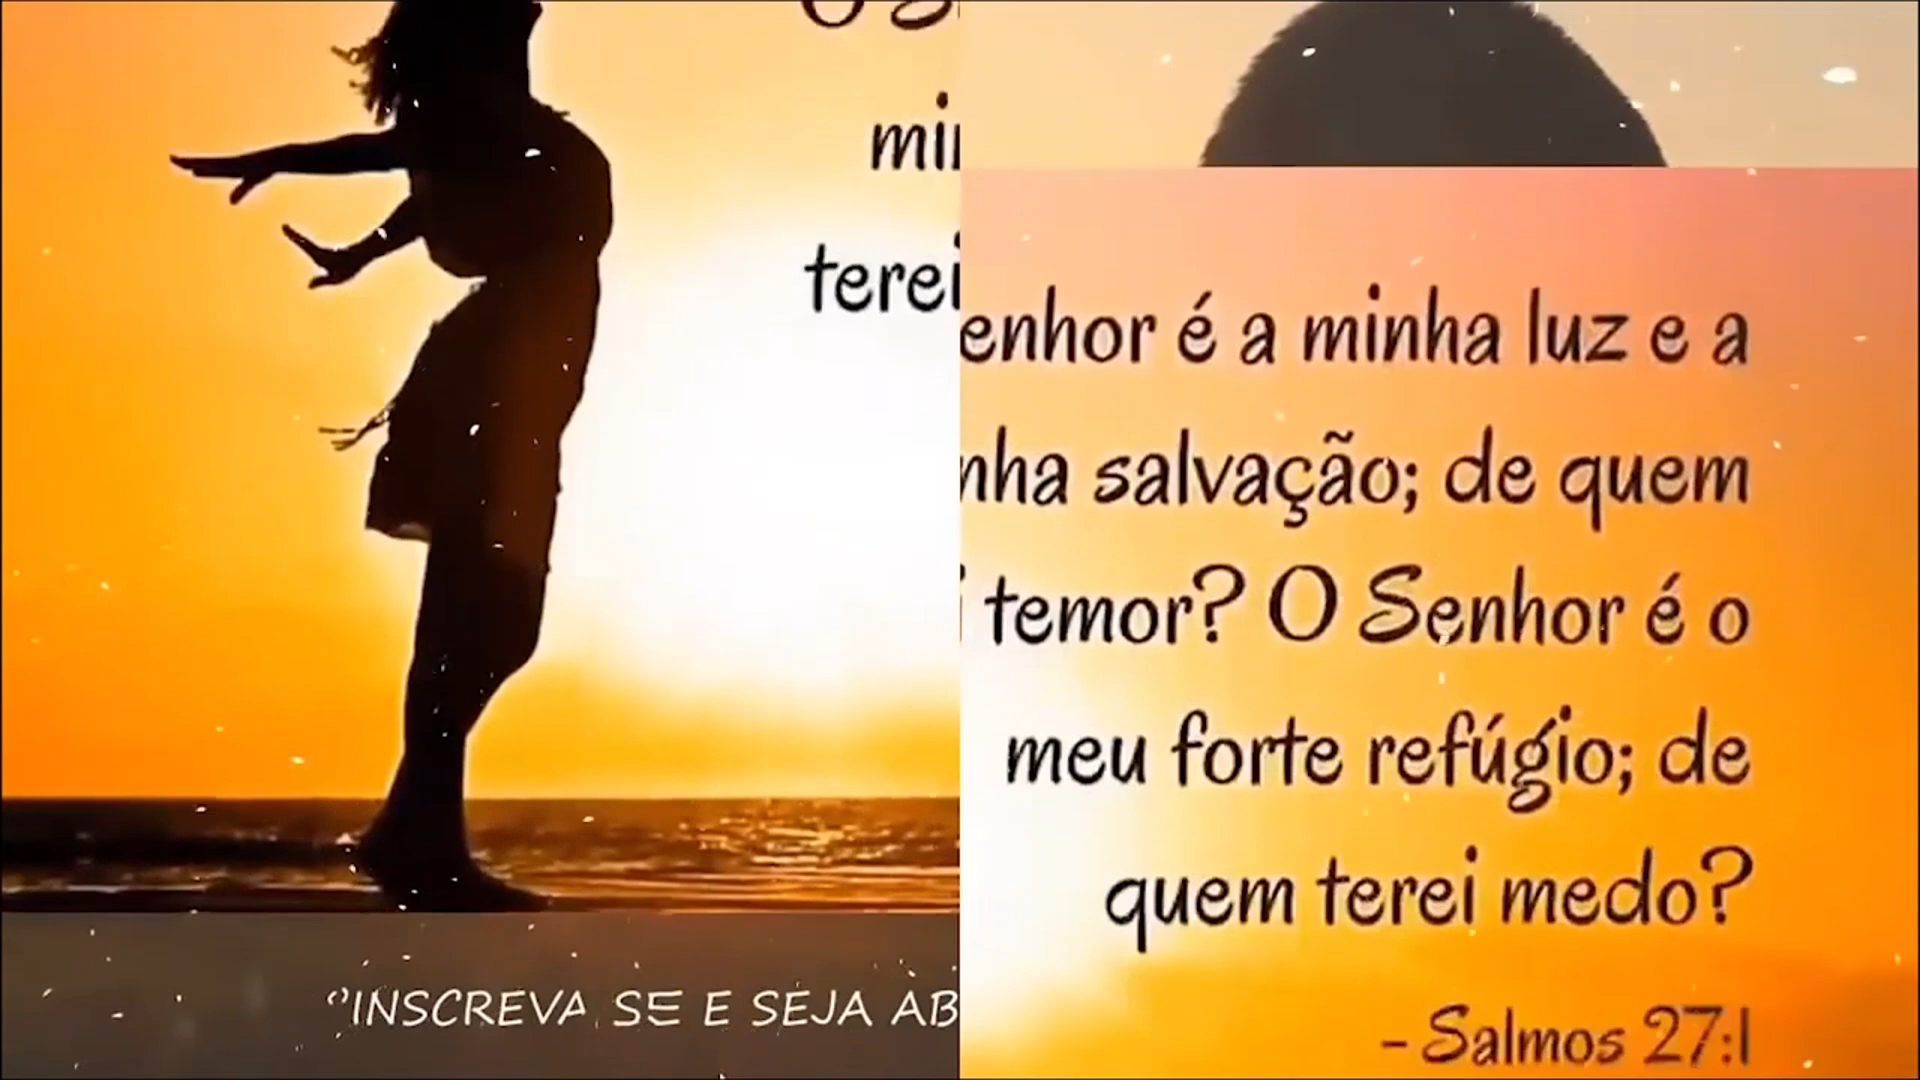 O S
mi
terei
"INSCREVA SE E SEJA AB
enhor é a minha luz e a
nha salvação; de quem
i temor? O Senhor é o
meu forte refúgio; de
quem terei medo?
- Salmos 27:1